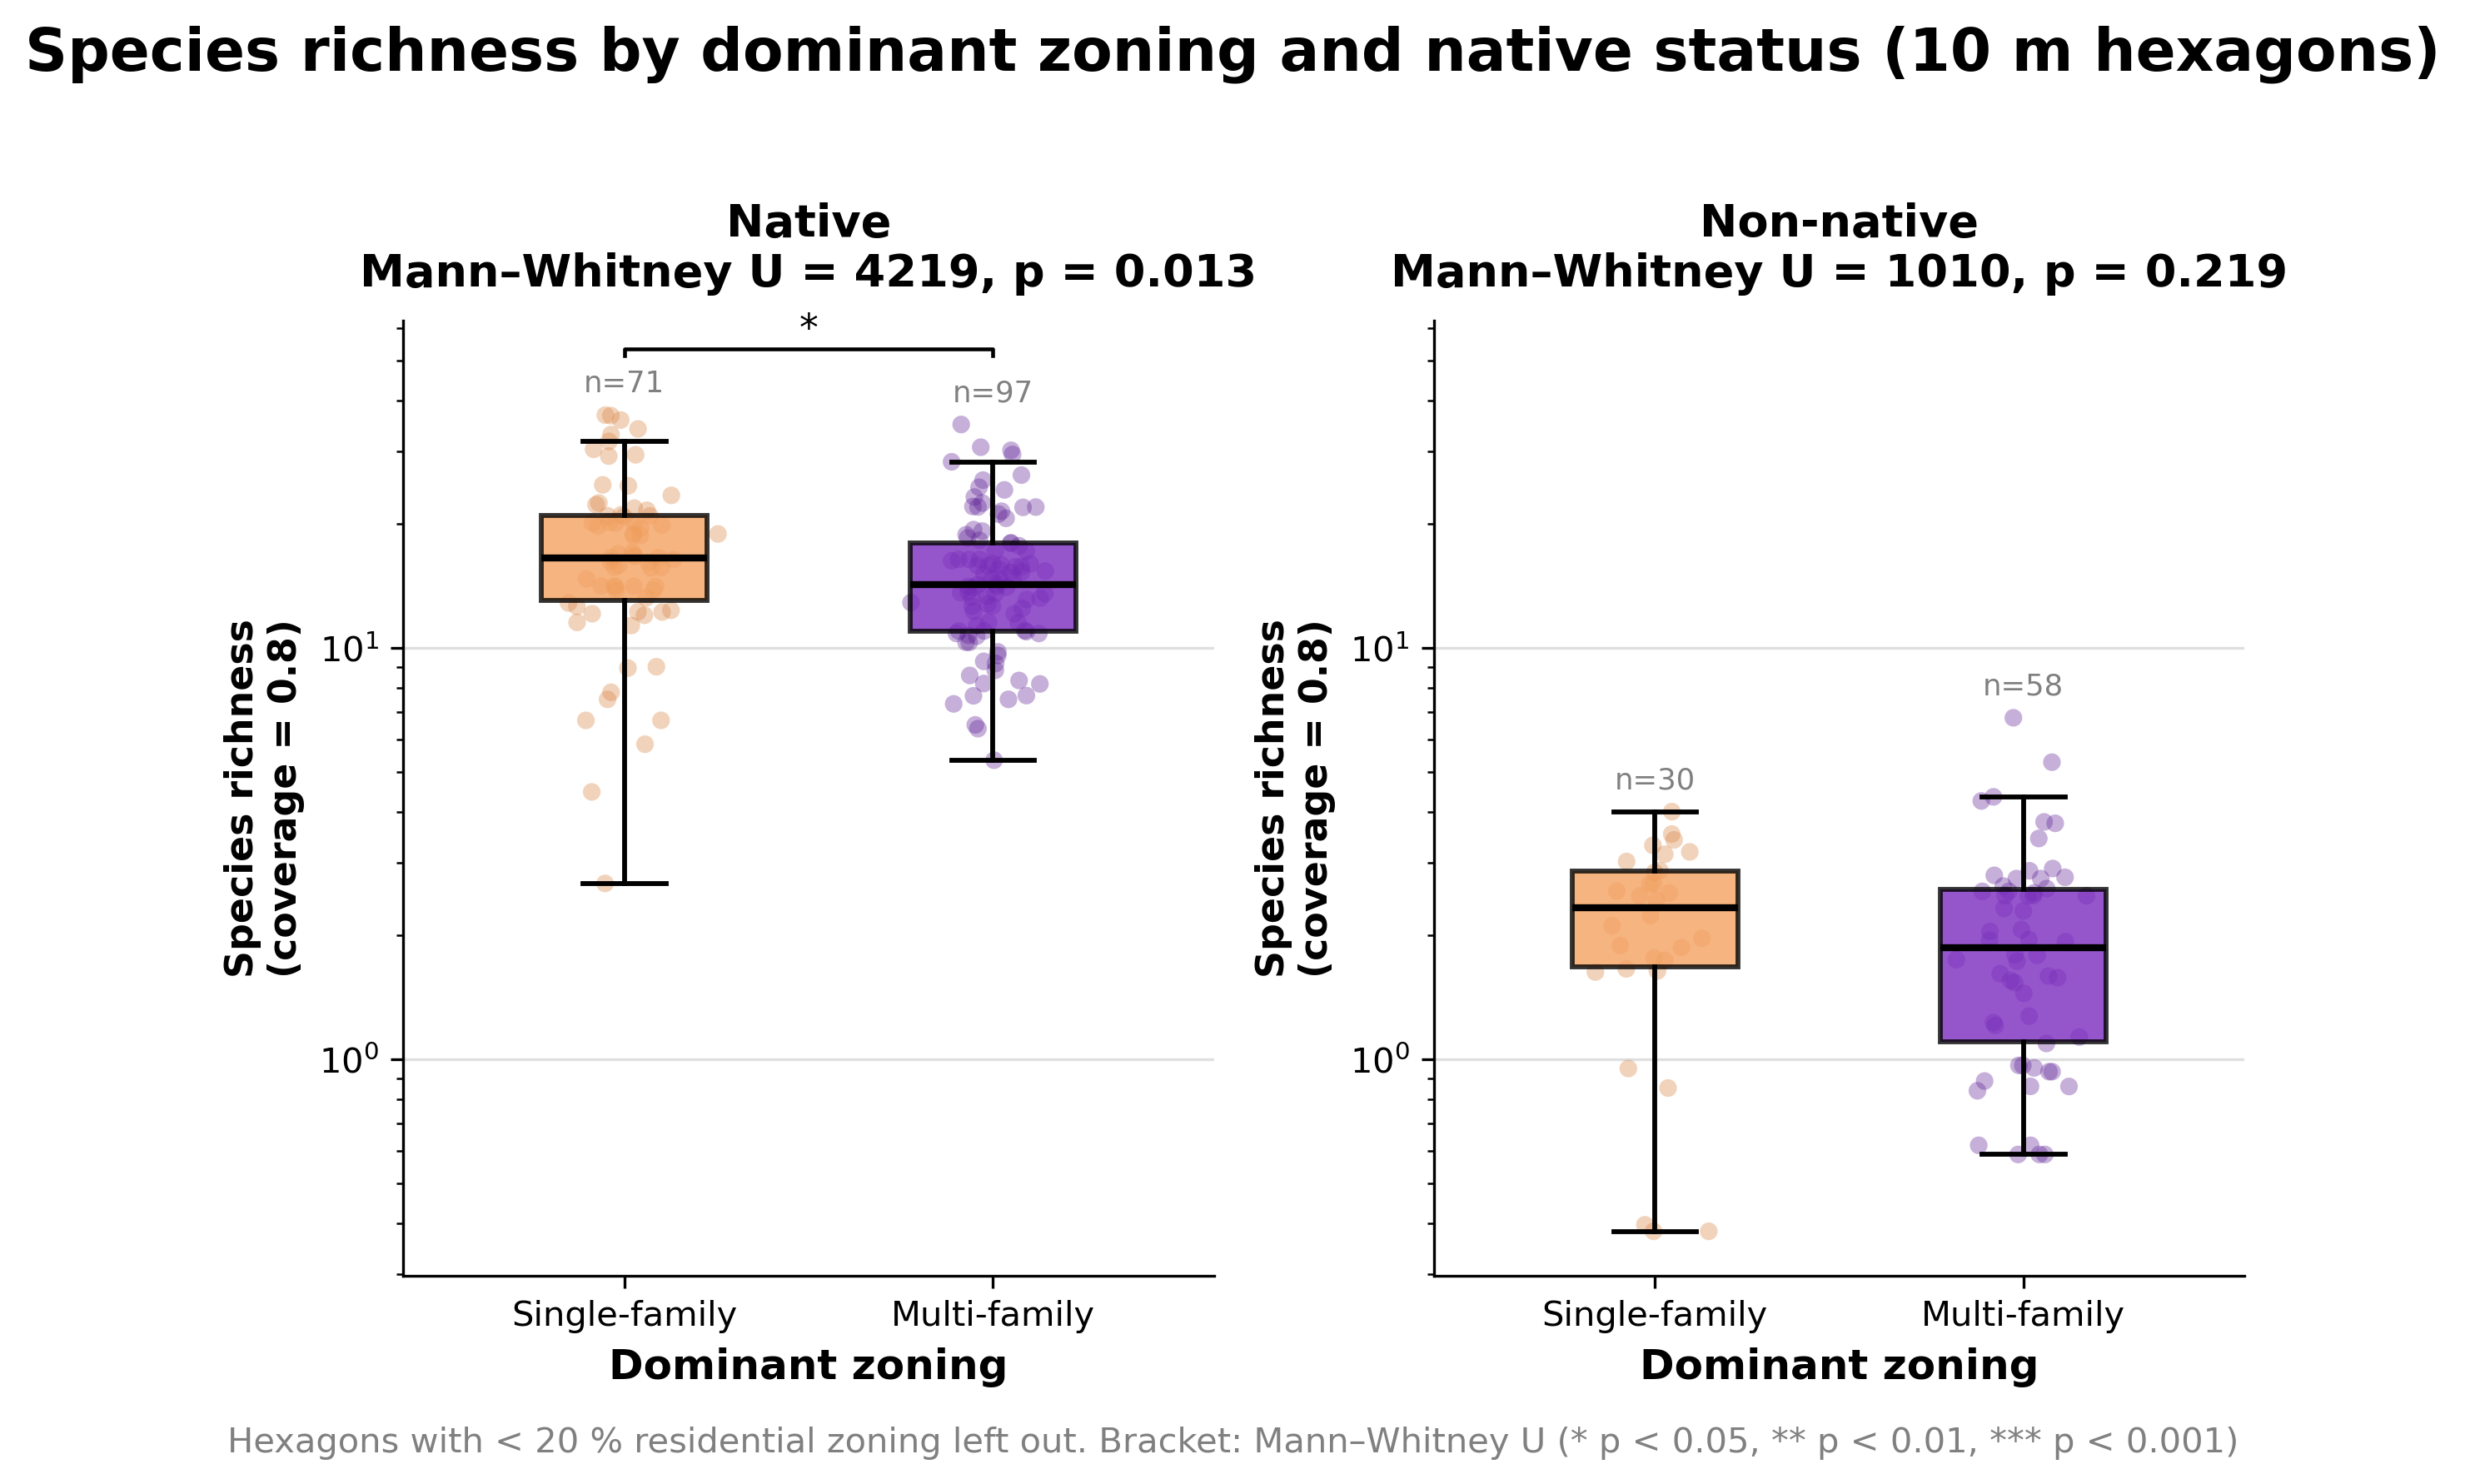 Species richness by dominant zoning and native status (10 m hexagons)
Native
Mann–Whitney U = 4219, p = 0.013
*
n=71
n=97
Species richness
(coverage = 0.8)
10¹
10⁰
Single-family
Multi-family
Dominant zoning
Non-native
Mann–Whitney U = 1010, p = 0.219
n=30
n=58
Species richness
(coverage = 0.8)
10¹
10⁰
Single-family
Multi-family
Dominant zoning
Hexagons with < 20 % residential zoning left out. Bracket: Mann–Whitney U (* p < 0.05, ** p < 0.01, *** p < 0.001)